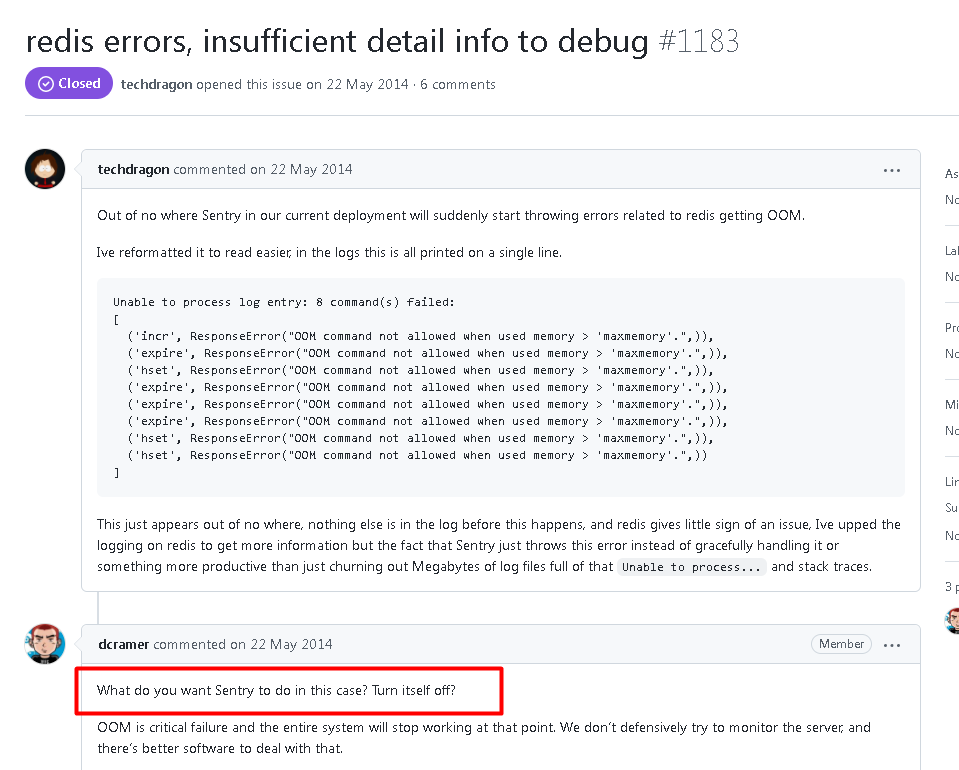 redis errors, insufficient detail info to debug #1183
Closed techdragon opened this issue on 22 May 2014 · 6 comments
techdragon commented on 22 May 2014
Out of no where Sentry in our current deployment will suddenly start throwing errors related to redis getting OOM.
Ive reformatted it to read easier, in the logs this is all printed on a single line.
Unable to process log entry: 8 command(s) failed:
[
('incr', ResponseError("OOM command not allowed when used memory > 'maxmemory'.",)),
('expire', ResponseError("OOM command not allowed when used memory > 'maxmemory'.",)),
('hset', ResponseError("OOM command not allowed when used memory > 'maxmemory'.",)),
('expire', ResponseError("OOM command not allowed when used memory > 'maxmemory'.",)),
('expire', ResponseError("OOM command not allowed when used memory > 'maxmemory'.",)),
('expire', ResponseError("OOM command not allowed when used memory > 'maxmemory'.",)),
('hset', ResponseError("OOM command not allowed when used memory > 'maxmemory'.",)),
('hset', ResponseError("OOM command not allowed when used memory > 'maxmemory'.",))
]
This just appears out of no where, nothing else is in the log before this happens, and redis gives little sign of an issue, Ive upped the
logging on redis to get more information but the fact that Sentry just throws this error instead of gracefully handling it or
something more productive than just churning out Megabytes of log files full of that Unable to process... and stack traces.
dcramer commented on 22 May 2014 Member
What do you want Sentry to do in this case? Turn itself off?
OOM is critical failure and the entire system will stop working at that point. We don't defensively try to monitor the server, and
there's better software to deal with that.
As
No
Lal
No
Pro
No
Mi
No
Lin
Su
No
3 p